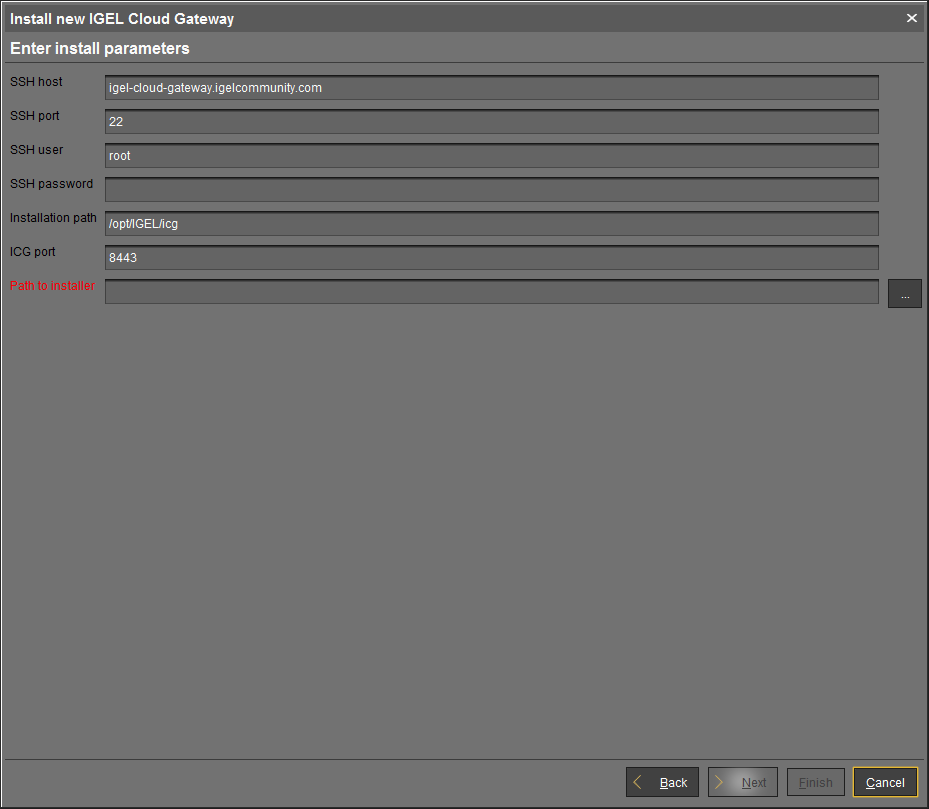 Install new IGEL Cloud Gateway
Enter install parameters
SSH host igel-cloud-gateway.igelcommunity.com
SSH port 22
SSH user root
SSH password
Installation path /opt/IGEL/icg
ICG port 8443
Path to installer ...
Back Next Finish Cancel